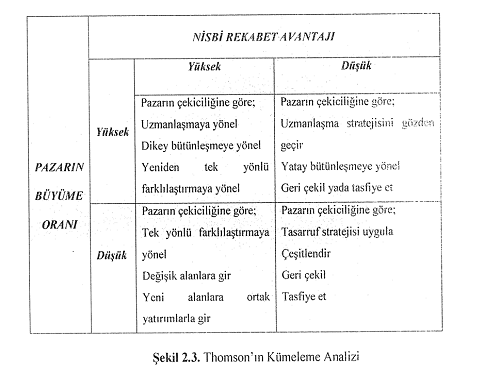 NİSBİ REKABET AVANTAJI
Yüksek
Düşük
PAZARIN
BÜYÜME
ORANI
Yüksek
Pazarın çekiciliğine göre;
Uzmanlaşmaya yönel
Dikey bütünleşmeye yönel
Yeniden tek yönlü
farklılaştırmaya yönel
Pazarın çekiciliğine göre;
Uzmanlaşma stratejisini gözden
geçir
Yatay bütünleşmeye yönel
Geri çekil yada tasfiye et
Düşük
Pazarın çekiciliğine göre;
Tek yönlü farklılaştırmaya
yönel
Değişik alanlara gir
Yeni alanlara ortak
yatırımlarla gir
Pazarın çekiciliğine göre;
Tasarruf stratejisi uygula
Çeşitlendir
Geri çekil
Tasfiye et
Şekil 2.3. Thomson'ın Kümeleme Analizi